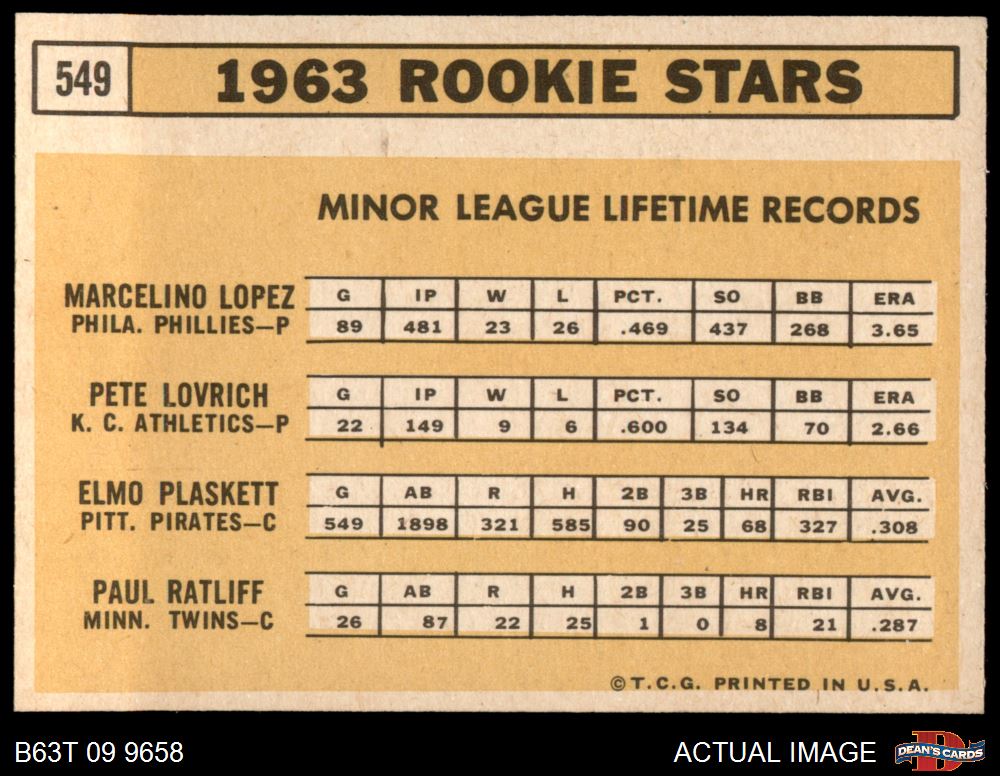 549 1963 ROOKIE STARS
MINOR LEAGUE LIFETIME RECORDS
MARCELINO LOPEZ G IP W L PCT. SO BB ERA
PHILA. PHILLIES—P 89 481 23 26 .469 437 268 3.65
PETE LOVRICH G IP W L PCT. SO BB ERA
K. C. ATHLETICS—P 22 149 9 6 .600 134 70 2.66
ELMO PLASKETT G AB R H 2B 3B HR RBI AVG.
PITT. PIRATES—C 549 1898 321 585 90 25 68 327 .308
PAUL RATLIFF G AB R H 2B 3B HR RBI AVG.
MINN. TWINS—C 26 87 22 25 1 0 8 21 .287
© T.C.G. PRINTED IN U.S.A.
B63T 09 9658 ACTUAL IMAGE DEAN'S CARDS